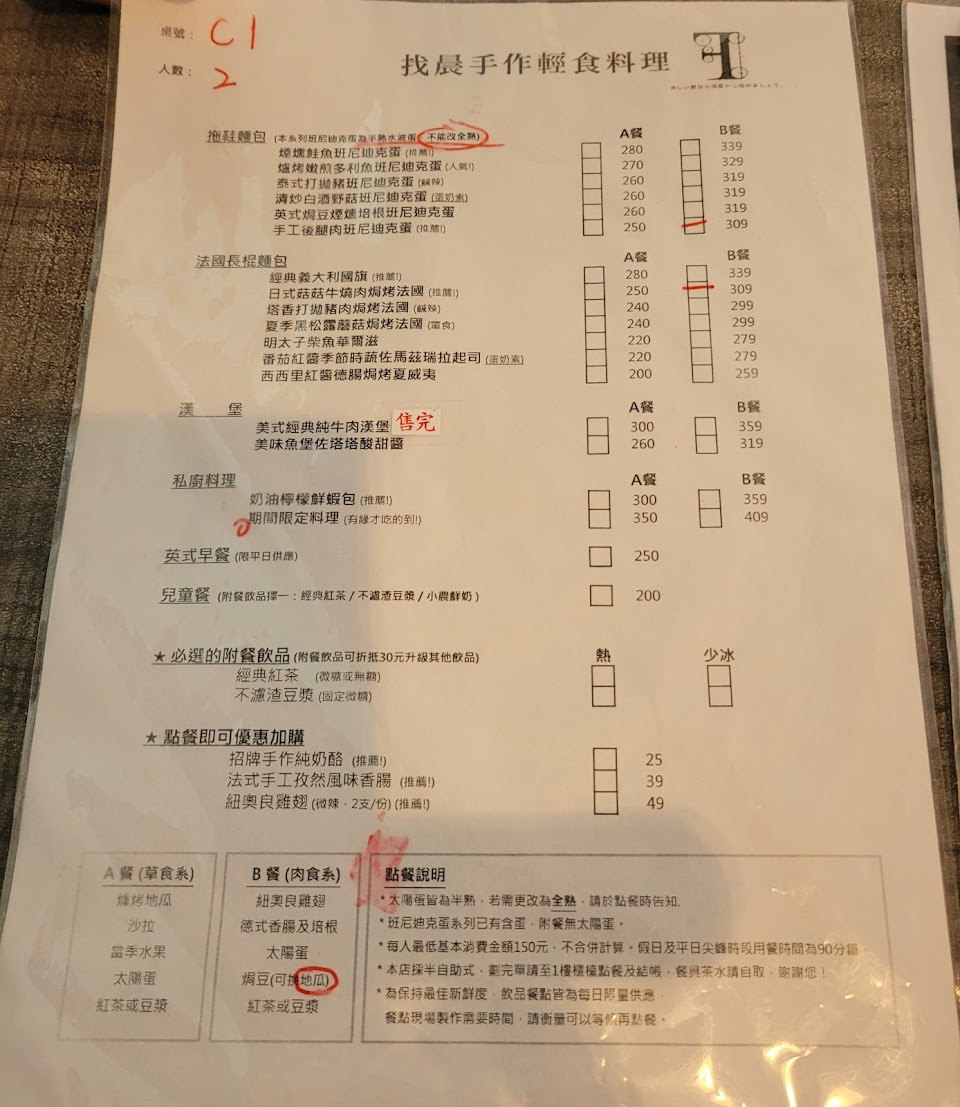 桌號： C1
人數： 2
找晨手作輕食料理
拖鞋麵包 (本系列班尼迪克蛋為半熟水波蛋，不能改全熟) A餐 B餐
煙燻鮭魚班尼迪克蛋 (推薦!) 280 339
爐烤嫩煎多利魚班尼迪克蛋 (人氣!) 270 329
泰式打拋豬班尼迪克蛋 (鹹辣) 260 319
清炒白酒野菇班尼迪克蛋 (蛋奶素) 260 319
英式焗豆煙燻培根班尼迪克蛋 260 319
手工後腿肉班尼迪克蛋 (推薦!) 250 309
法國長棍麵包 A餐 B餐
經典義大利國旗 (推薦!) 280 339
日式菇菇牛燒肉焗烤法國 (推薦!) 250 309
塔香打拋豬肉焗烤法國 (鹹辣) 240 299
夏季黑松露蘑菇焗烤法國 (葷食) 240 299
明太子柴魚華爾滋 220 279
番茄紅醬季節時蔬佐馬茲瑞拉起司 (蛋奶素) 220 279
西西里紅醬德腸焗烤夏威夷 200 259
漢 堡 A餐 B餐
美式經典純牛肉漢堡 售完 300 359
美味魚堡佐塔塔酸甜醬 260 319
私廚料理 A餐 B餐
奶油檸檬鮮蝦包 (推薦!) 300 359
期間限定料理 (有緣才吃的到!) 350 409
英式早餐 (限平日供應) 250
兒童餐 (附餐飲品擇一：經典紅茶 / 不濾渣豆漿 / 小農鮮奶 ) 200
★ 必選的附餐飲品 (附餐飲品可折抵30元升級其他飲品) 熱 少冰
經典紅茶 (微糖或無糖)
不濾渣豆漿 (固定微糖)
★ 點餐即可優惠加購
招牌手作純奶酪 (推薦!) 25
法式手工孜然風味香腸 (推薦!) 39
紐奧良雞翅 (微辣．2支/份) (推薦!) 49
A 餐 (草食系)
爐烤地瓜
沙拉
當季水果
太陽蛋
紅茶或豆漿
B 餐 (肉食系)
紐奧良雞翅
德式香腸及培根
太陽蛋
焗豆(可換地瓜)
紅茶或豆漿
點餐說明
* 太陽蛋皆為半熟，若需更改為全熟，請於點餐時告知.
* 班尼迪克蛋系列已有含蛋，附餐無太陽蛋。
* 每人最低基本消費金額150元，不合併計算。假日及平日尖峰時段用餐時間為90分鐘.
* 本店採半自助式，劃完單請至1樓櫃檯點餐及結帳，餐具茶水請自取，謝謝您！
* 為保持最佳新鮮度，飲品餐點皆為每日限量供應，
餐點現場製作需要時間，請衡量可以等候再點餐。